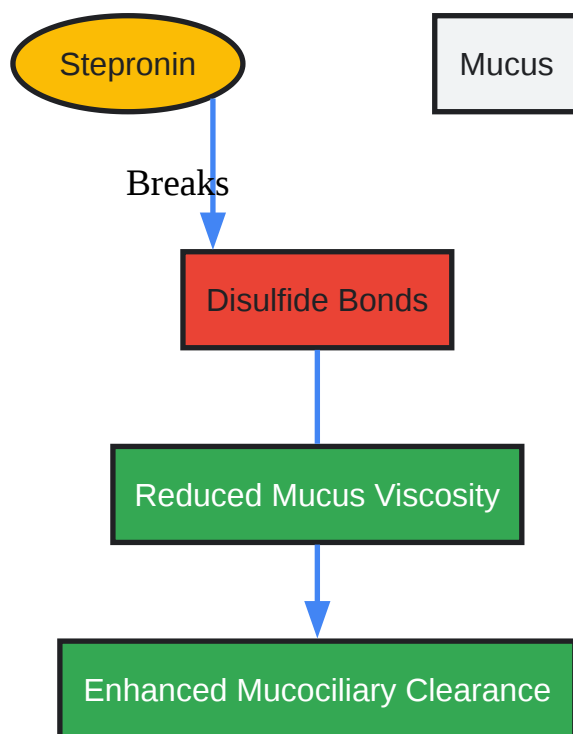 Stepronin
Mucus
Breaks
Disulfide Bonds
Reduced Mucus Viscosity
Enhanced Mucociliary Clearance